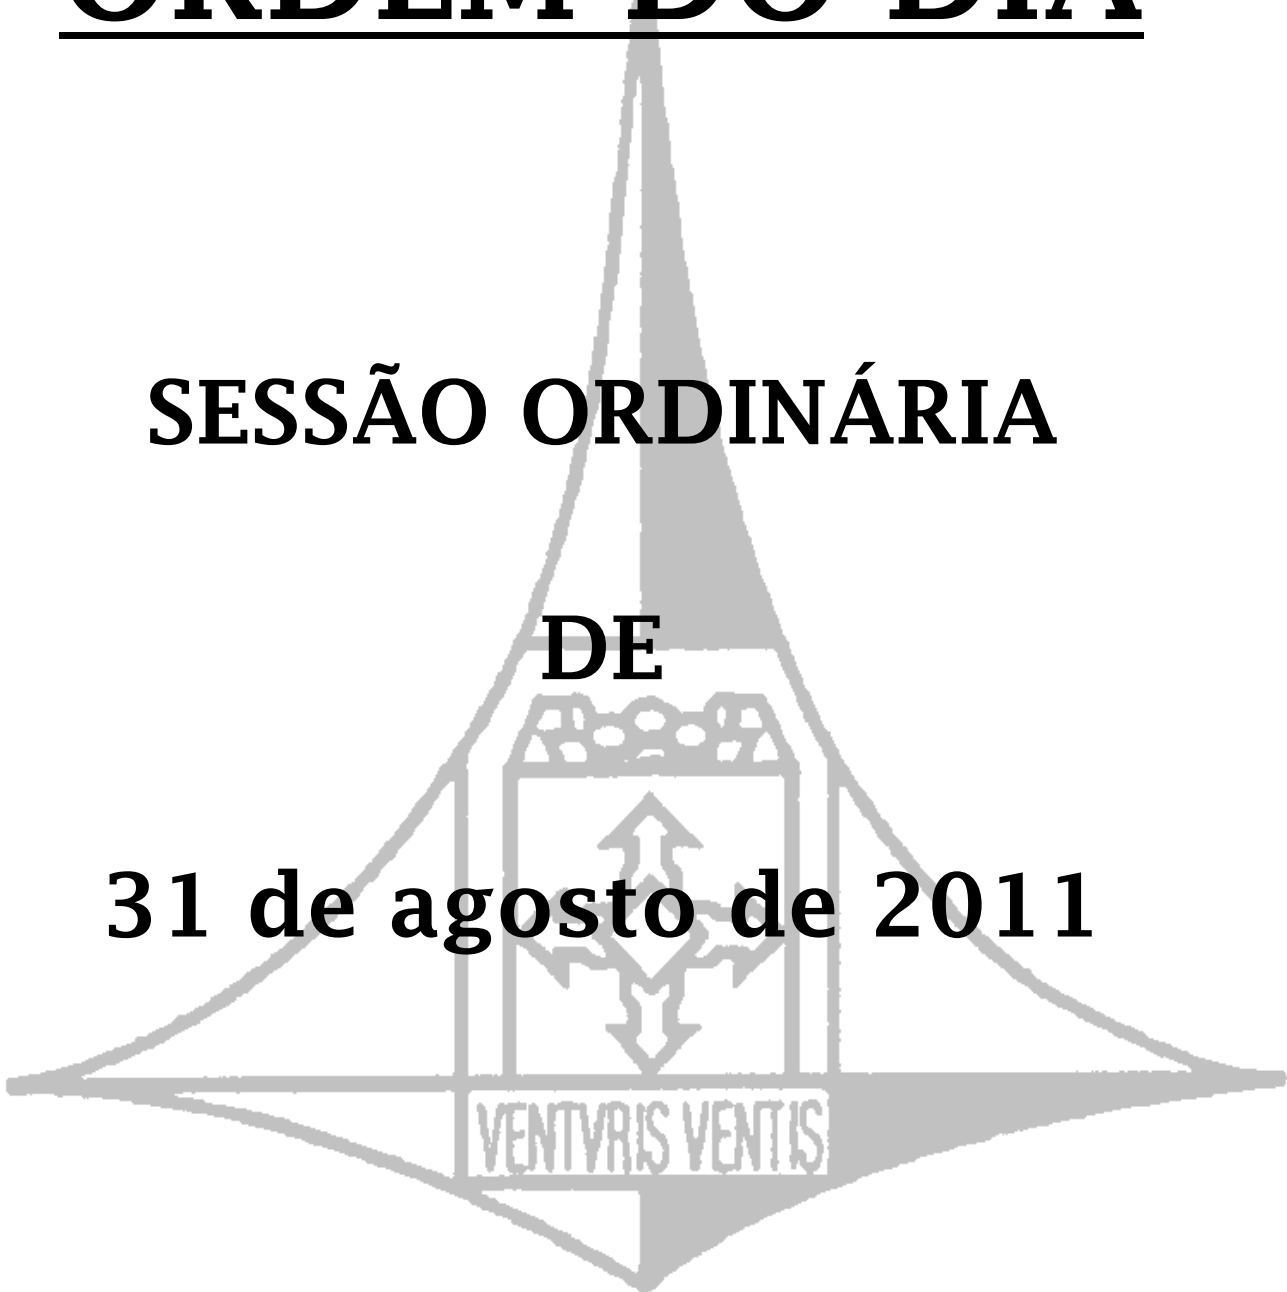 ORDEM DO DIA
SESSÃO ORDINÁRIA
DE
31 de agosto de 2011
VENTVRIS VENTIS